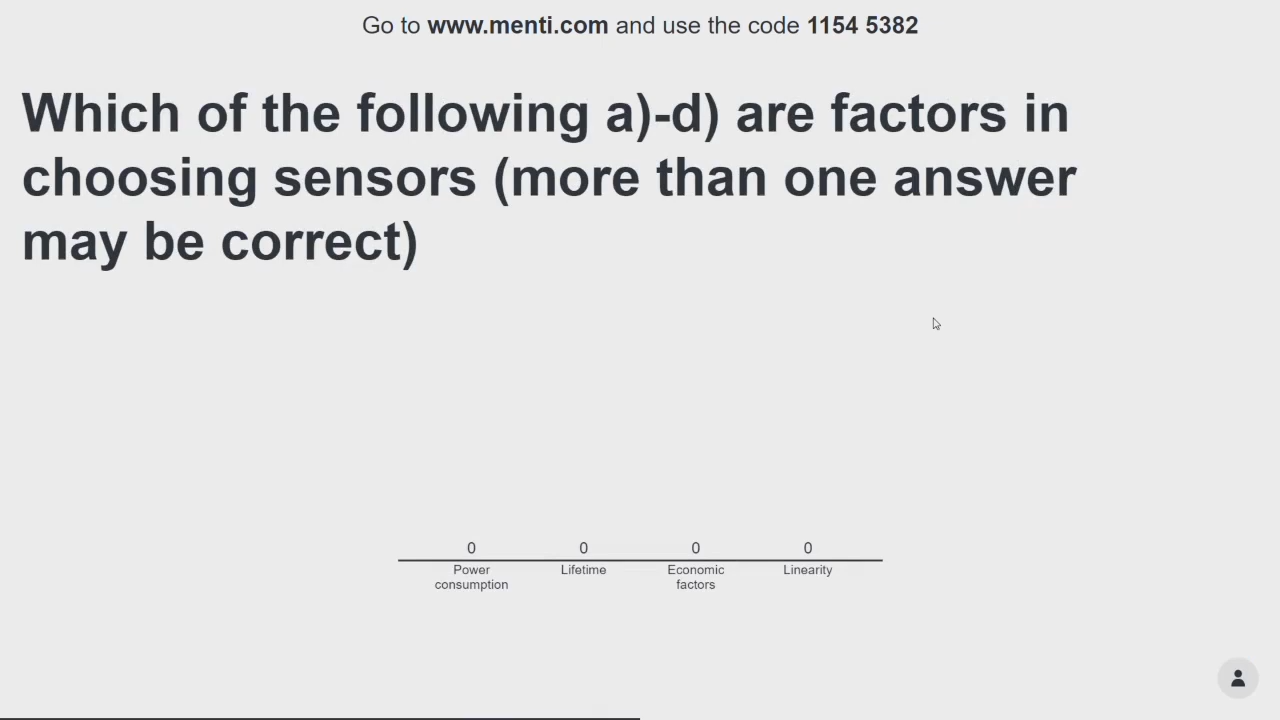 Go to www.menti.com and use the code 1154 5382
Which of the following a)-d) are factors in
choosing sensors (more than one answer
may be correct)
0 0 0 0
Power consumption Lifetime Economic factors Linearity